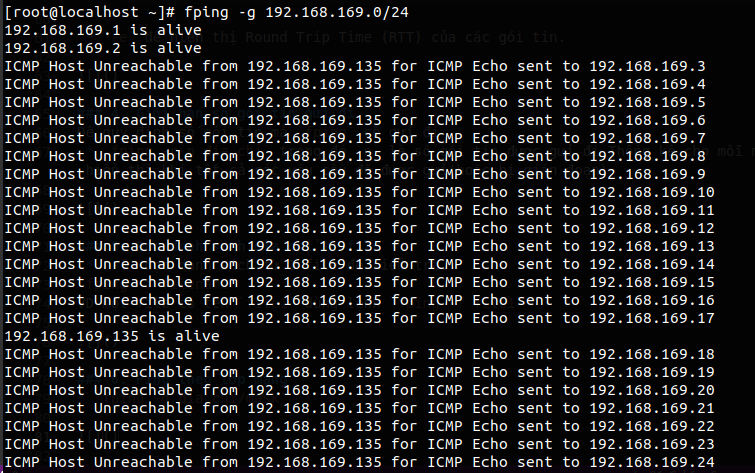 [root@localhost ~]# fping -g 192.168.169.0/24
192.168.169.1 is alive
hiển thị Round Trip Time (RTT) của các gói tin.
192.168.169.2 is alive
ICMP Host Unreachable from 192.168.169.135 for ICMP Echo sent to 192.168.169.3
ICMP Host Unreachable from 192.168.169.135 for ICMP Echo sent to 192.168.169.4
ICMP Host Unreachable from 192.168.169.135 for ICMP Echo sent to 192.168.169.5
ICMP Host Unreachable from 192.168.169.135 for ICMP Echo sent to 192.168.169.6
ICMP Host Unreachable from 192.168.169.135 for ICMP Echo sent to 192.168.169.7
ICMP Host Unreachable from 192.168.169.135 for ICMP Echo sent to 192.168.169.8
ICMP Host Unreachable from 192.168.169.135 for ICMP Echo sent to 192.168.169.9
ICMP Host Unreachable from 192.168.169.135 for ICMP Echo sent to 192.168.169.10
ICMP Host Unreachable from 192.168.169.135 for ICMP Echo sent to 192.168.169.11
ICMP Host Unreachable from 192.168.169.135 for ICMP Echo sent to 192.168.169.12
ICMP Host Unreachable from 192.168.169.135 for ICMP Echo sent to 192.168.169.13
ICMP Host Unreachable from 192.168.169.135 for ICMP Echo sent to 192.168.169.14
ICMP Host Unreachable from 192.168.169.135 for ICMP Echo sent to 192.168.169.15
ICMP Host Unreachable from 192.168.169.135 for ICMP Echo sent to 192.168.169.16
ICMP Host Unreachable from 192.168.169.135 for ICMP Echo sent to 192.168.169.17
192.168.169.135 is alive
ICMP Host Unreachable from 192.168.169.135 for ICMP Echo sent to 192.168.169.18
ICMP Host Unreachable from 192.168.169.135 for ICMP Echo sent to 192.168.169.19
ICMP Host Unreachable from 192.168.169.135 for ICMP Echo sent to 192.168.169.20
ICMP Host Unreachable from 192.168.169.135 for ICMP Echo sent to 192.168.169.21
ICMP Host Unreachable from 192.168.169.135 for ICMP Echo sent to 192.168.169.22
ICMP Host Unreachable from 192.168.169.135 for ICMP Echo sent to 192.168.169.23
ICMP Host Unreachable from 192.168.169.135 for ICMP Echo sent to 192.168.169.24